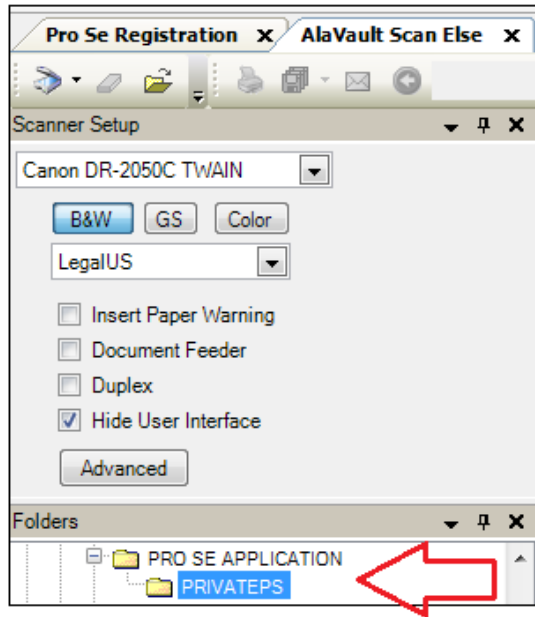 Pro Se Registration x AlaVault Scan Else x
Scanner Setup
Canon DR-2050C TWAIN
B&W GS Color
LegalUS
Insert Paper Warning
Document Feeder
Duplex
Hide User Interface
Advanced
Folders
PRO SE APPLICATION
PRIVATEPS